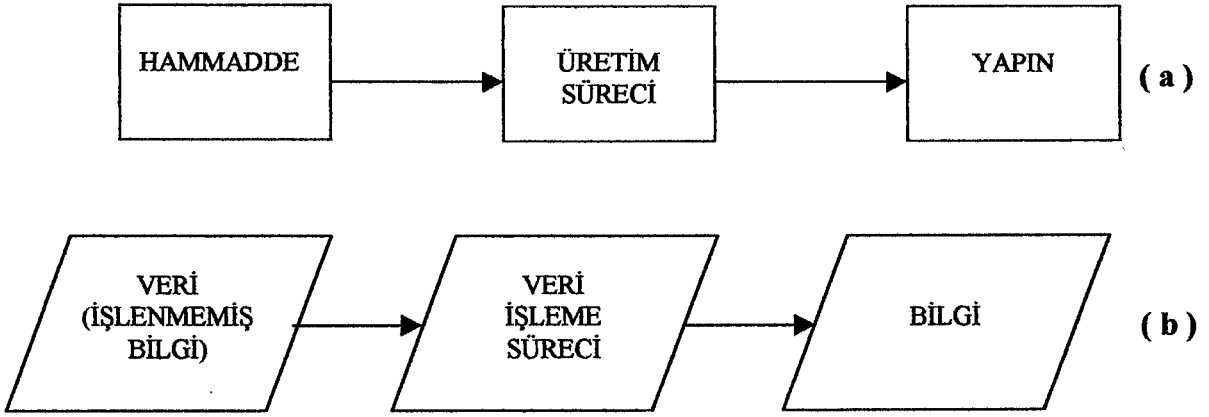 HAMMADDE
ÜRETİM
SÜRECİ
YAPIN
( a )
VERİ
(İŞLENMEMİŞ
BİLGİ)
VERİ
İŞLEME
SÜRECİ
BİLGİ
( b )